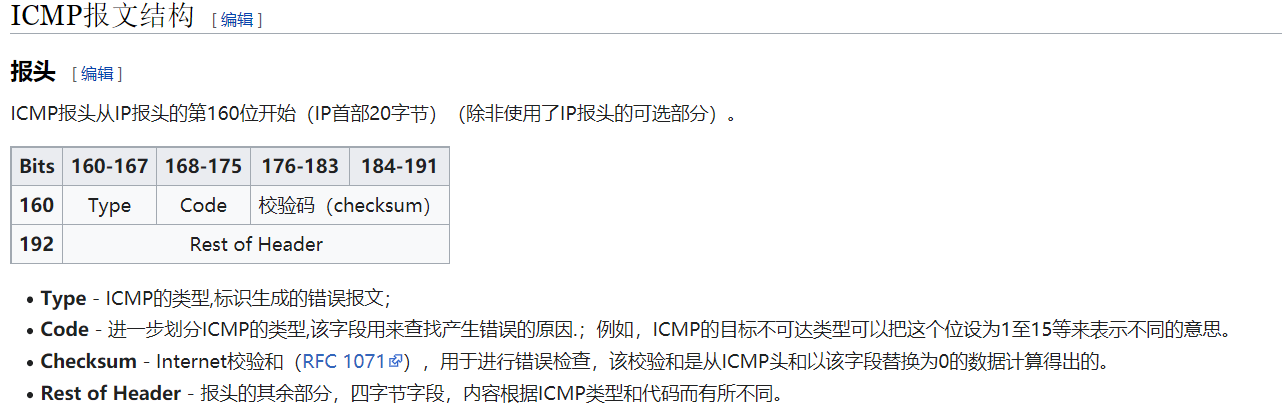 ICMP报文结构 [ 编辑 ]
报头 [ 编辑 ]
ICMP报头从IP报头的第160位开始（IP首部20字节）（除非使用了IP报头的可选部分）。
Bits 160-167 168-175 176-183 184-191
160 Type Code 校验码（checksum）
192 Rest of Header
• Type - ICMP的类型,标识生成的错误报文；
• Code - 进一步划分ICMP的类型,该字段用来查找产生错误的原因.；例如，ICMP的目标不可达类型可以把这个位设为1至15等来表示不同的意思。
• Checksum - Internet校验和（RFC 1071），用于进行错误检查，该校验和是从ICMP头和以该字段替换为0的数据计算得出的。
• Rest of Header - 报头的其余部分，四字节字段，内容根据ICMP类型和代码而有所不同。